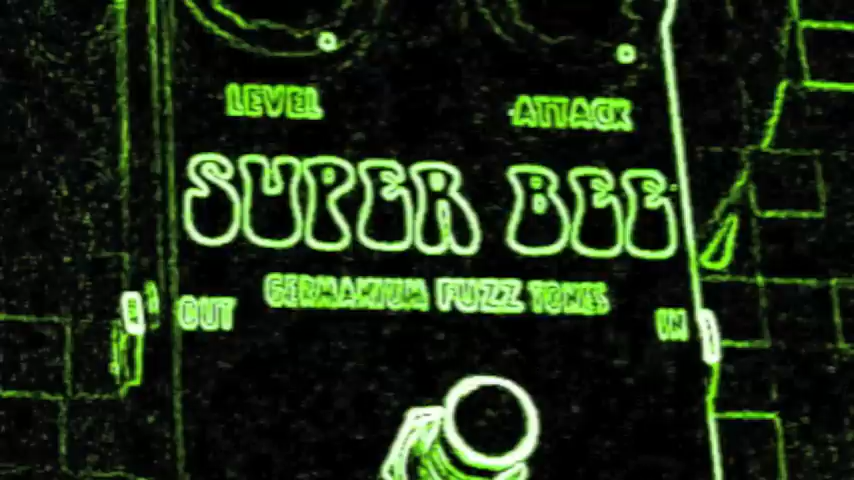 LEVEL ATTACK
SUPER BEE
GERMANIUM FUZZ TONES
OUT IN